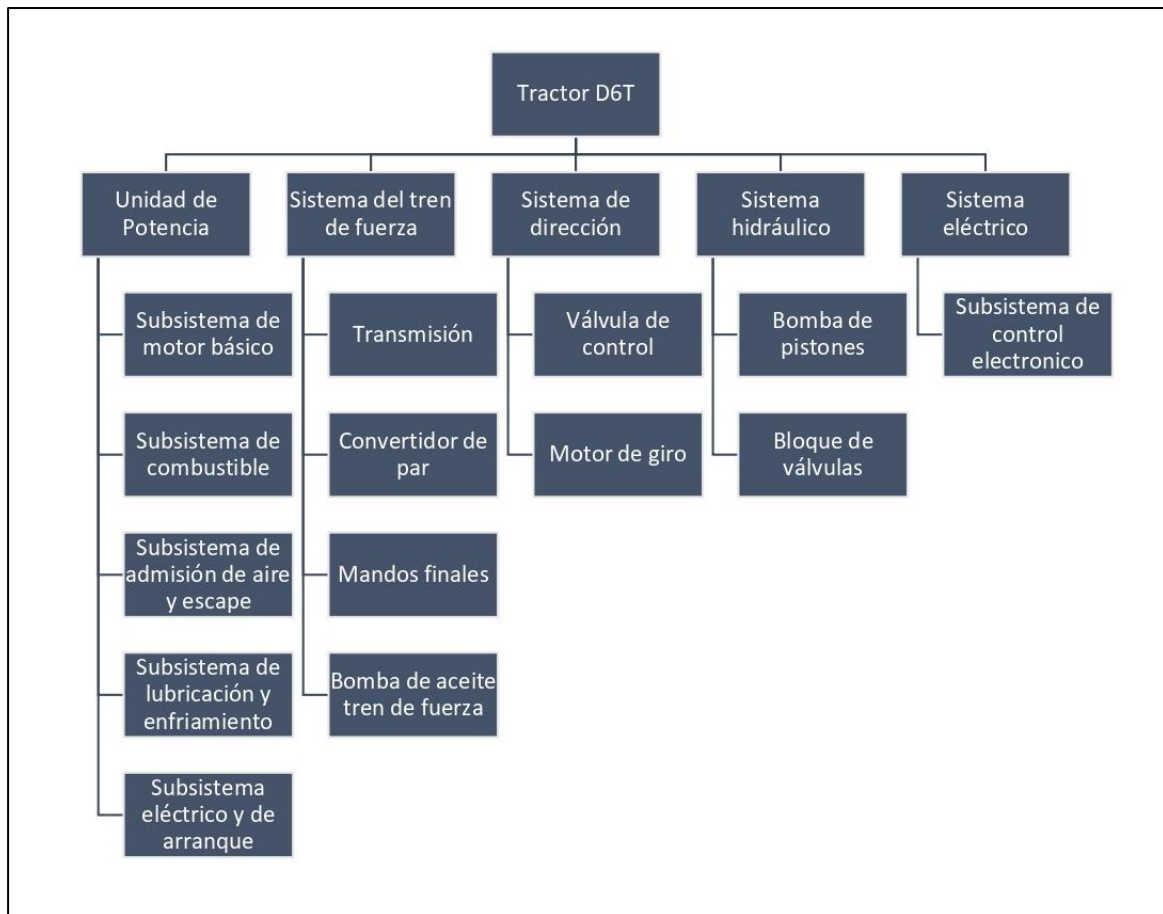 Tractor D6T
Unidad de
Potencia
Sistema del tren
de fuerza
Sistema de
dirección
Sistema
hidráulico
Sistema
eléctrico
Subsistema de
motor básico
Transmisión
Válvula de
control
Bomba de
pistones
Subsistema de
control
electronico
Subsistema de
combustible
Convertidor de
par
Motor de giro
Bloque de
válvulas
Subsistema de
admisión de aire
y escape
Mandos finales
Subsistema de
lubricación y
enfriamiento
Bomba de aceite
tren de fuerza
Subsistema
eléctrico y de
arranque